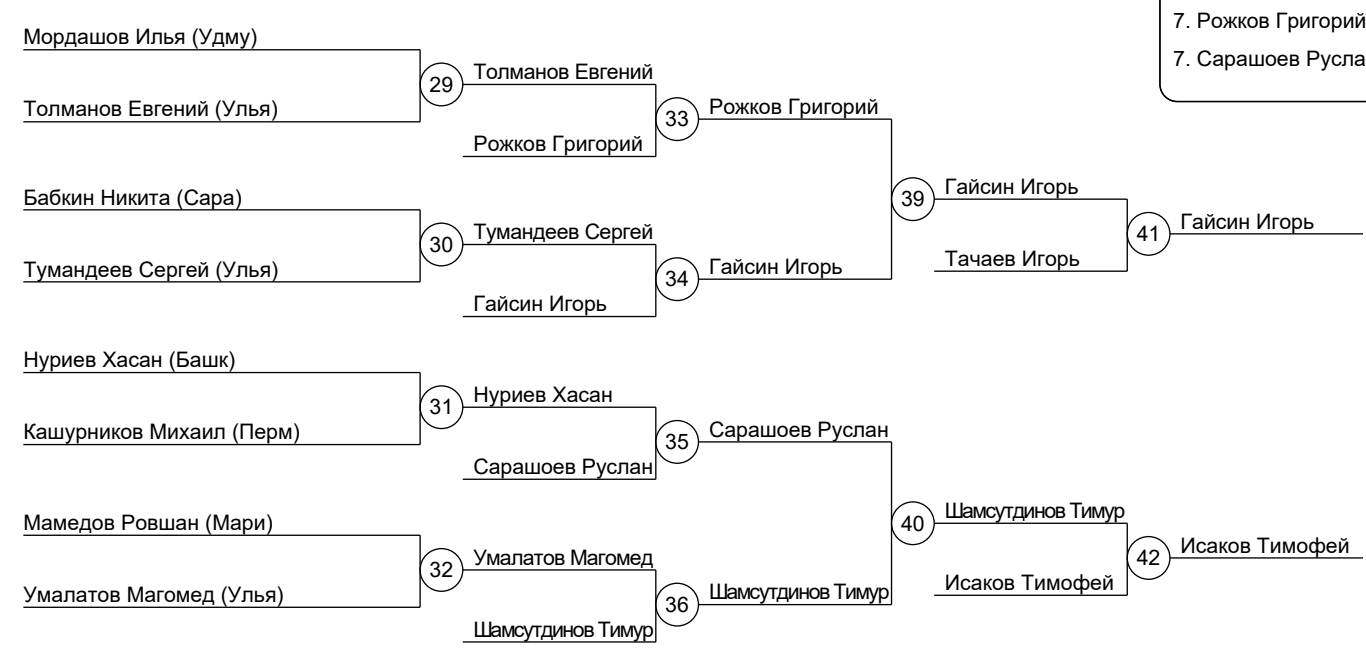 7. Рожков Григорий
7. Сарашоев Русла
Мордашов Илья (Удму)
29
Толманов Евгений
Толманов Евгений (Улья)
33
Рожков Григорий
Рожков Григорий
Бабкин Никита (Сара)
39
Гайсин Игорь
30
Тумандеев Сергей
41
Гайсин Игорь
Тумандеев Сергей (Улья)
34
Гайсин Игорь
Тачаев Игорь
Гайсин Игорь
Нуриев Хасан (Башк)
31
Нуриев Хасан
Кашурников Михаил (Перм)
35
Сарашоев Руслан
Сарашоев Руслан
Мамедов Ровшан (Мари)
40
Шамсутдинов Тимур
32
Умалатов Магомед
42
Исаков Тимофей
Умалатов Магомед (Улья)
36
Шамсутдинов Тимур
Исаков Тимофей
Шамсутдинов Тимур